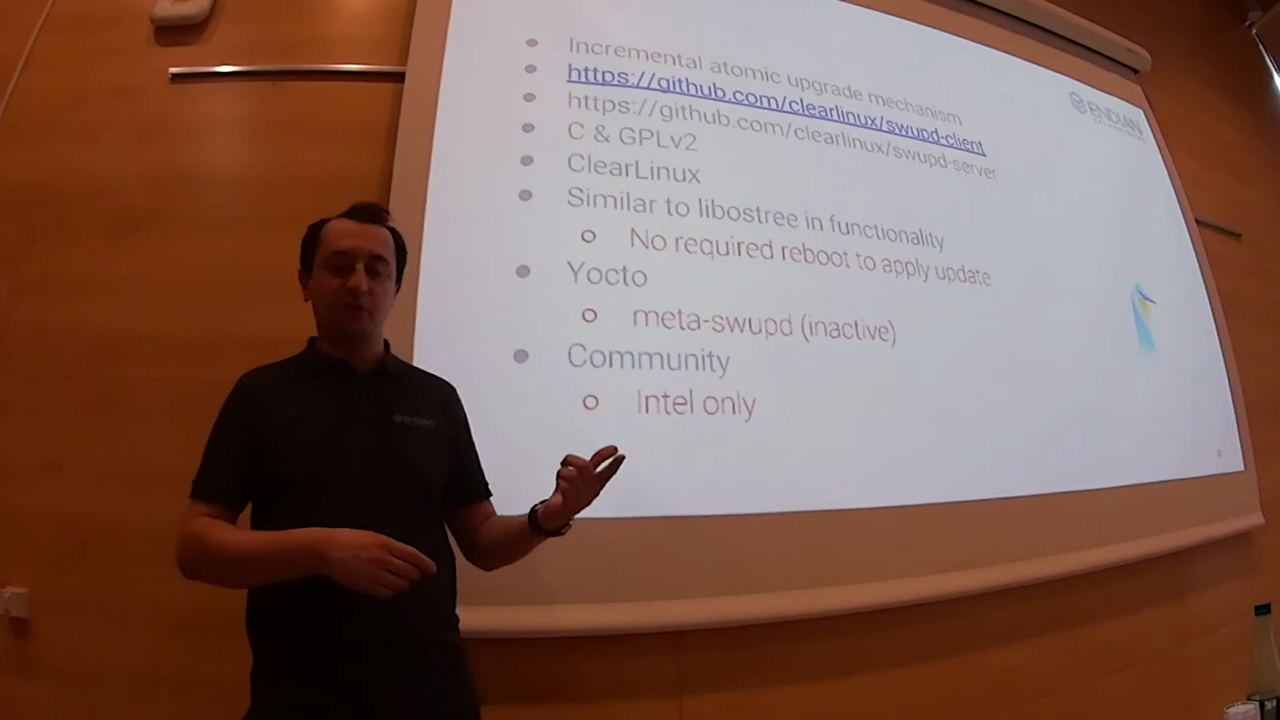 Incremental atomic upgrade mechanism
https://github.com/clearlinux/swupd-client
https://github.com/clearlinux/swupd-server
C & GPLv2
ClearLinux
Similar to libostree in functionality
No required reboot to apply update
Yocto
meta-swupd (inactive)
Community
Intel only
ENDIAN